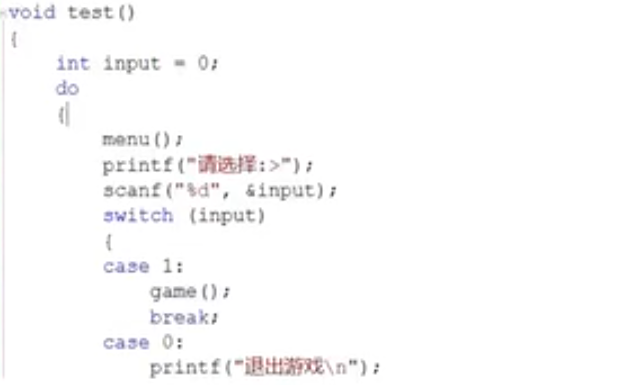 void test()
{
    int input = 0;
    do
    {
        menu();
        printf("请选择:>");
        scanf("%d", &input);
        switch (input)
        {
        case 1:
            game();
            break;
        case 0:
            printf("退出游戏\n");